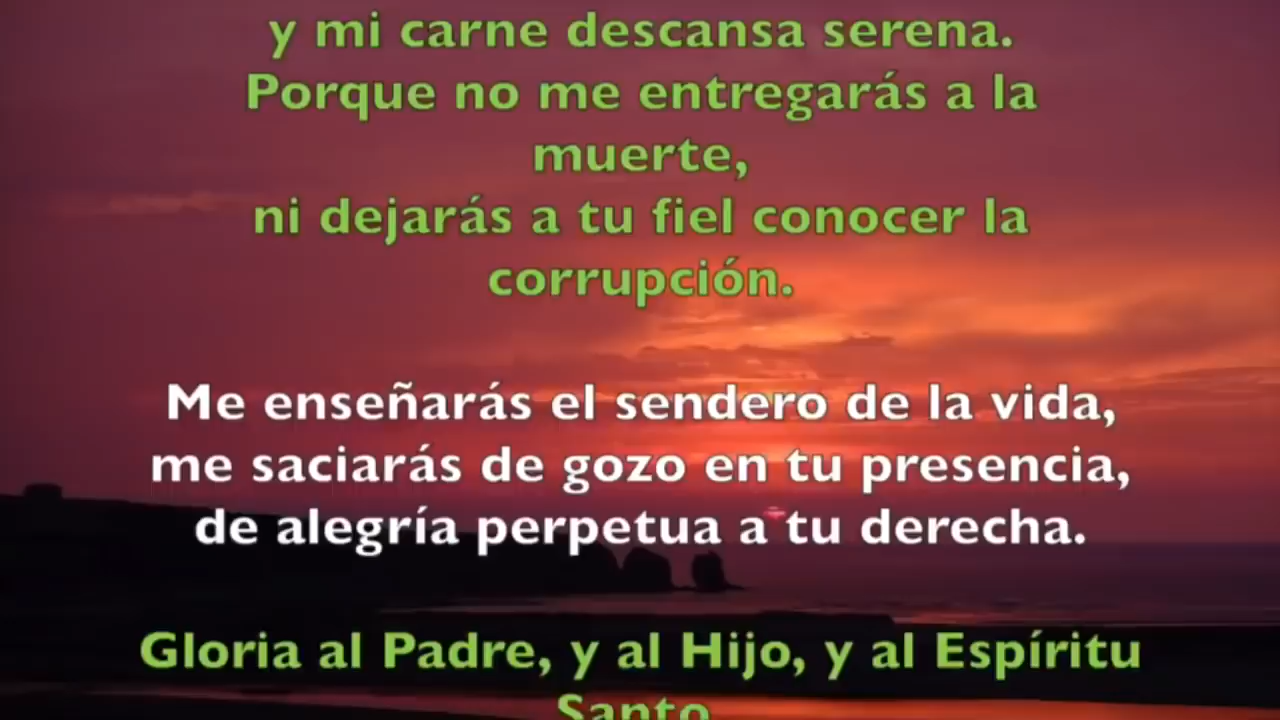 y mi carne descansa serena.
Porque no me entregarás a la
muerte,
ni dejarás a tu fiel conocer la
corrupción.
Me enseñarás el sendero de la vida,
me saciarás de gozo en tu presencia,
de alegría perpetua a tu derecha.
Gloria al Padre, y al Hijo, y al Espíritu
Santo